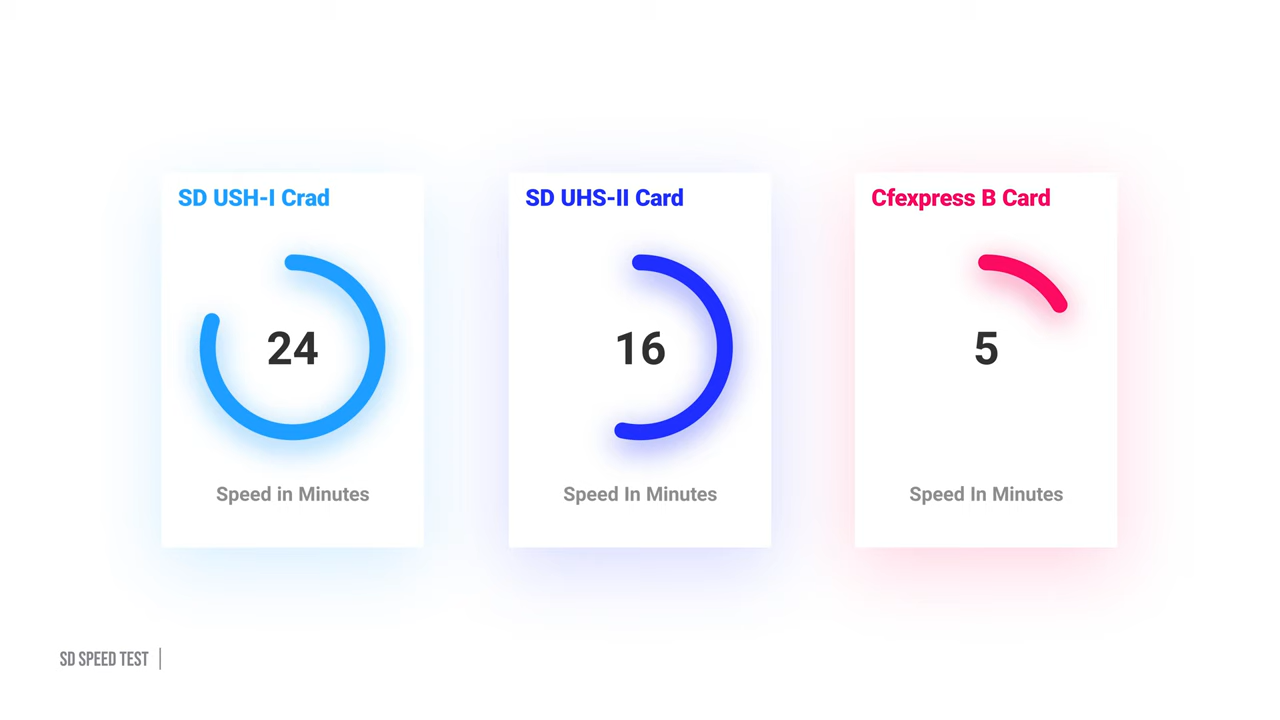 SD USH-I Crad
24
Speed in Minutes
SD UHS-II Card
16
Speed In Minutes
Cfexpress B Card
5
Speed In Minutes
SD SPEED TEST